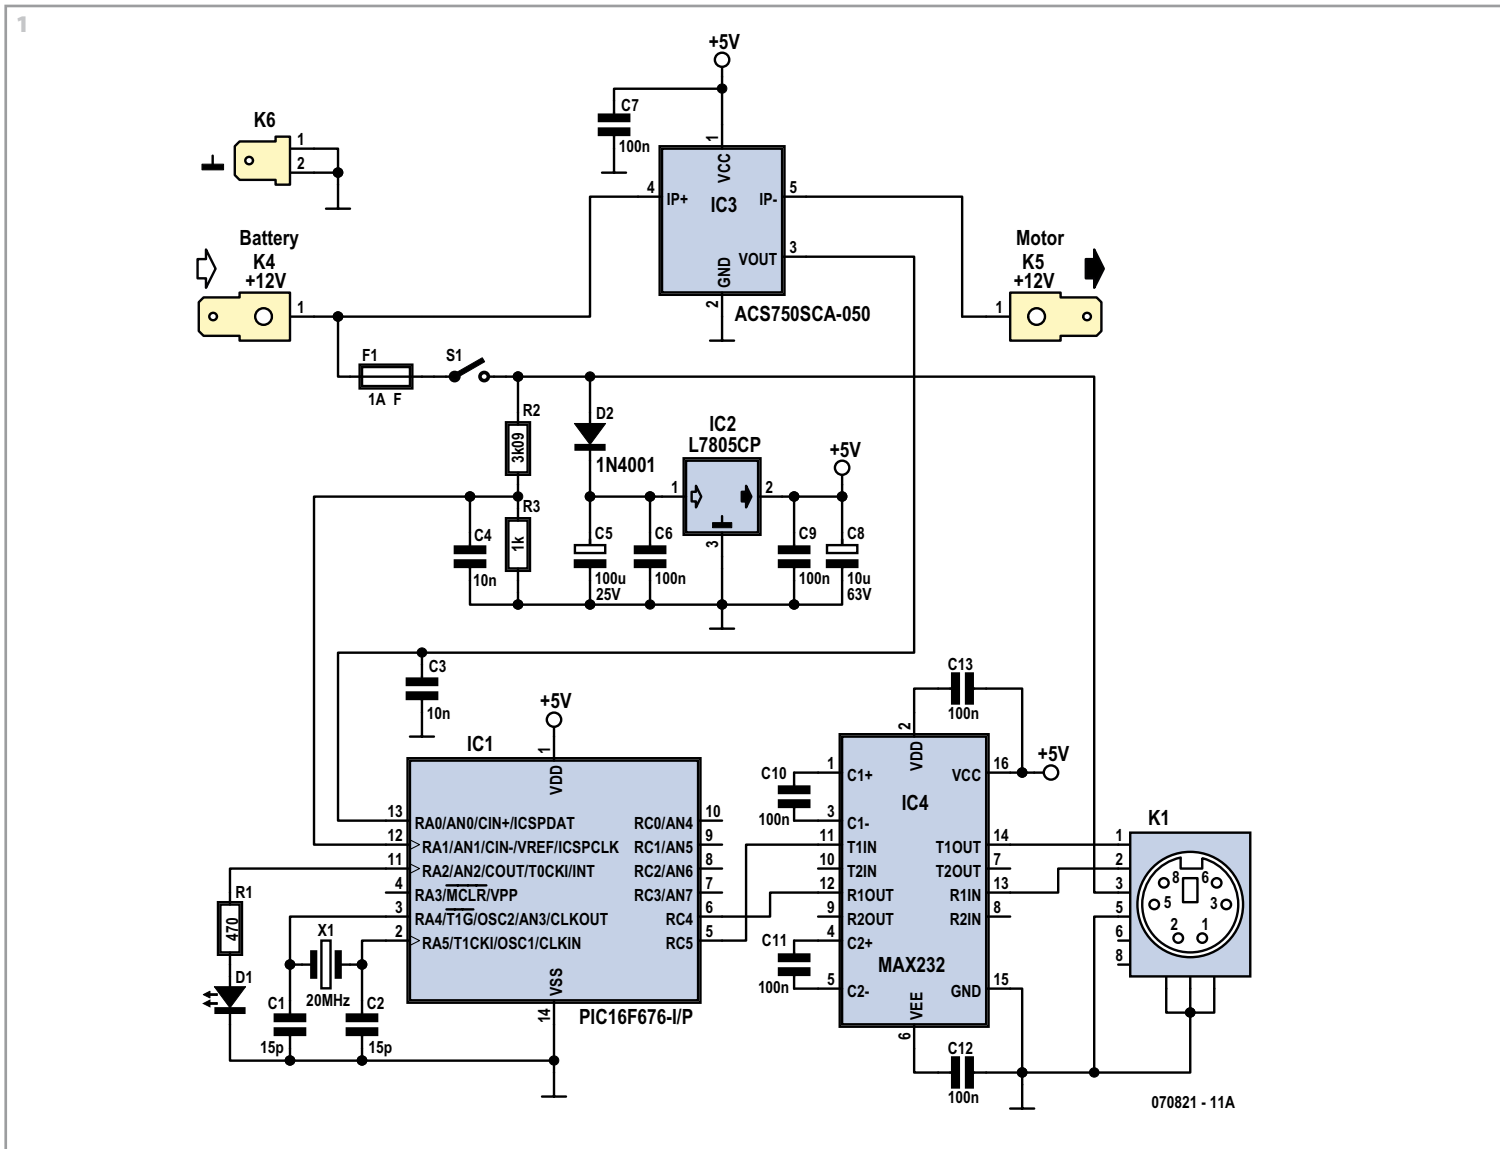 1
+5V
C7
100n
K6
1
2
1
VCC
4
IP+
IC3
IP-
5
3
VOUT
GND
2
ACS750SCA-050
Battery
K4
+12V
1
Motor
K5
+12V
1
F1
1A F
S1
R2
3k09
D2
1N4001
IC2
L7805CP
+5V
1
2
3
R3
1k
C4
10n
C5
100u
25V
C6
100n
C9
100n
C8
10u
63V
C3
10n
+5V
IC1
1
VDD
13
RA0/AN0/CIN+/ICSPDAT
RC0/AN4
10
12
RA1/AN1/CIN-/VREF/ICSPCLK
RC1/AN5
9
11
RA2/AN2/COUT/T0CKI/INT
RC2/AN6
8
4
RA3/MCLR/VPP
RC3/AN7
7
3
RA4/T1G/OSC2/AN3/CLKOUT
RC4
6
2
RA5/T1CKI/OSC1/CLKIN
RC5
5
VSS
14
PIC16F676-I/P
R1
470
D1
X1
20MHz
C1
15p
C2
15p
C13
100n
2
VDD
+5V
C10
100n
1
C1+
VCC
16
IC4
3
C1-
11
T1IN
T1OUT
14
10
T2IN
T2OUT
7
12
R1OUT
R1IN
13
9
R2OUT
R2IN
8
C11
100n
4
C2+
MAX232
5
C2-
GND
15
VEE
6
C12
100n
K1
1
2
3
5
6
8
8
6
5
3
2
1
070821 - 11A